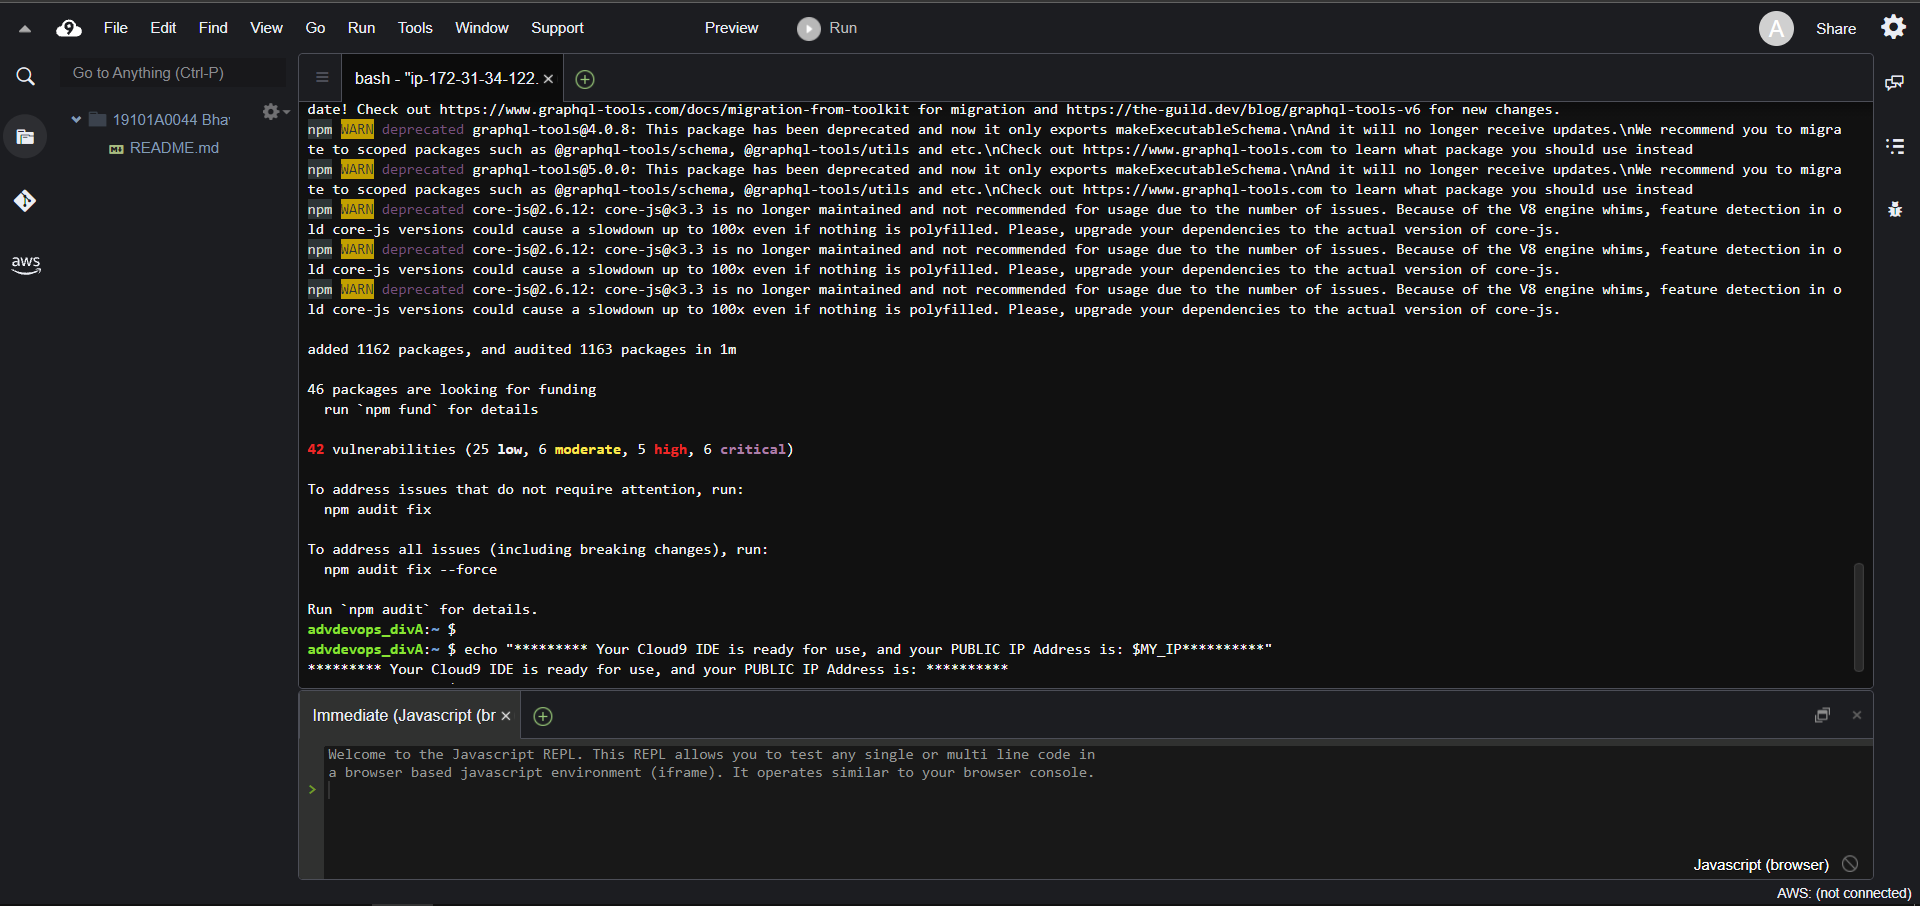 File Edit Find View Go Run Tools Window Support Preview Run A Share
Go to Anything (Ctrl-P)
bash - "ip-172-31-34-122.
19101A0044 Bha
README.md
aws
date! Check out https://www.graphql-tools.com/docs/migration-from-toolkit for migration and https://the-guild.dev/blog/graphql-tools-v6 for new changes.
npm WARN deprecated graphql-tools@4.0.8: This package has been deprecated and now it only exports makeExecutableSchema.\nAnd it will no longer receive updates.\nWe recommend you to migra
te to scoped packages such as @graphql-tools/schema, @graphql-tools/utils and etc.\nCheck out https://www.graphql-tools.com to learn what package you should use instead
npm WARN deprecated graphql-tools@5.0.0: This package has been deprecated and now it only exports makeExecutableSchema.\nAnd it will no longer receive updates.\nWe recommend you to migra
te to scoped packages such as @graphql-tools/schema, @graphql-tools/utils and etc.\nCheck out https://www.graphql-tools.com to learn what package you should use instead
npm WARN deprecated core-js@2.6.12: core-js@<3.3 is no longer maintained and not recommended for usage due to the number of issues. Because of the V8 engine whims, feature detection in o
ld core-js versions could cause a slowdown up to 100x even if nothing is polyfilled. Please, upgrade your dependencies to the actual version of core-js.
npm WARN deprecated core-js@2.6.12: core-js@<3.3 is no longer maintained and not recommended for usage due to the number of issues. Because of the V8 engine whims, feature detection in o
ld core-js versions could cause a slowdown up to 100x even if nothing is polyfilled. Please, upgrade your dependencies to the actual version of core-js.
npm WARN deprecated core-js@2.6.12: core-js@<3.3 is no longer maintained and not recommended for usage due to the number of issues. Because of the V8 engine whims, feature detection in o
ld core-js versions could cause a slowdown up to 100x even if nothing is polyfilled. Please, upgrade your dependencies to the actual version of core-js.
added 1162 packages, and audited 1163 packages in 1m
46 packages are looking for funding
run `npm fund` for details
42 vulnerabilities (25 low, 6 moderate, 5 high, 6 critical)
To address issues that do not require attention, run:
npm audit fix
To address all issues (including breaking changes), run:
npm audit fix --force
Run `npm audit` for details.
advdevops_divA:~ $
advdevops_divA:~ $ echo "********* Your Cloud9 IDE is ready for use, and your PUBLIC IP Address is: $MY_IP**********"
********* Your Cloud9 IDE is ready for use, and your PUBLIC IP Address is: **********
Immediate (Javascript (br
Welcome to the Javascript REPL. This REPL allows you to test any single or multi line code in
a browser based javascript environment (iframe). It operates similar to your browser console.
>
Javascript (browser)
AWS: (not connected)